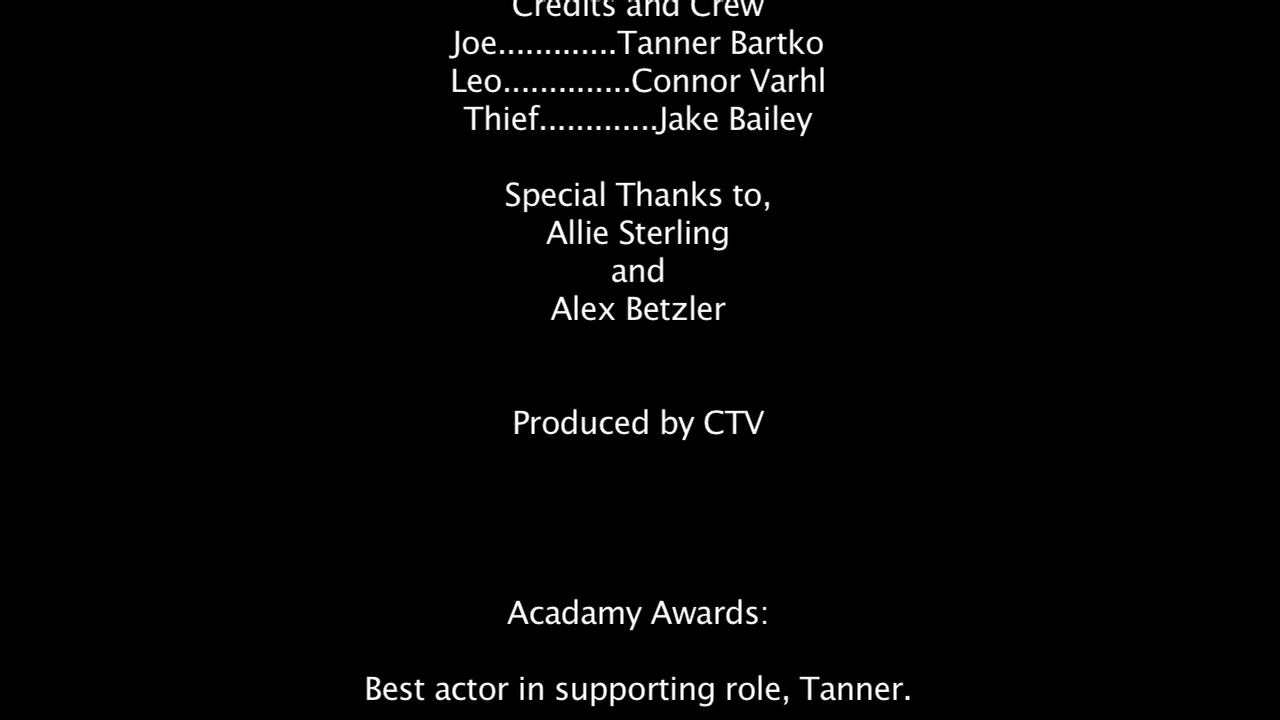 Credits and Crew
Joe.............Tanner Bartko
Leo..............Connor Varhl
Thief.............Jake Bailey
Special Thanks to,
Allie Sterling
and
Alex Betzler
Produced by CTV
Acadamy Awards:
Best actor in supporting role, Tanner.